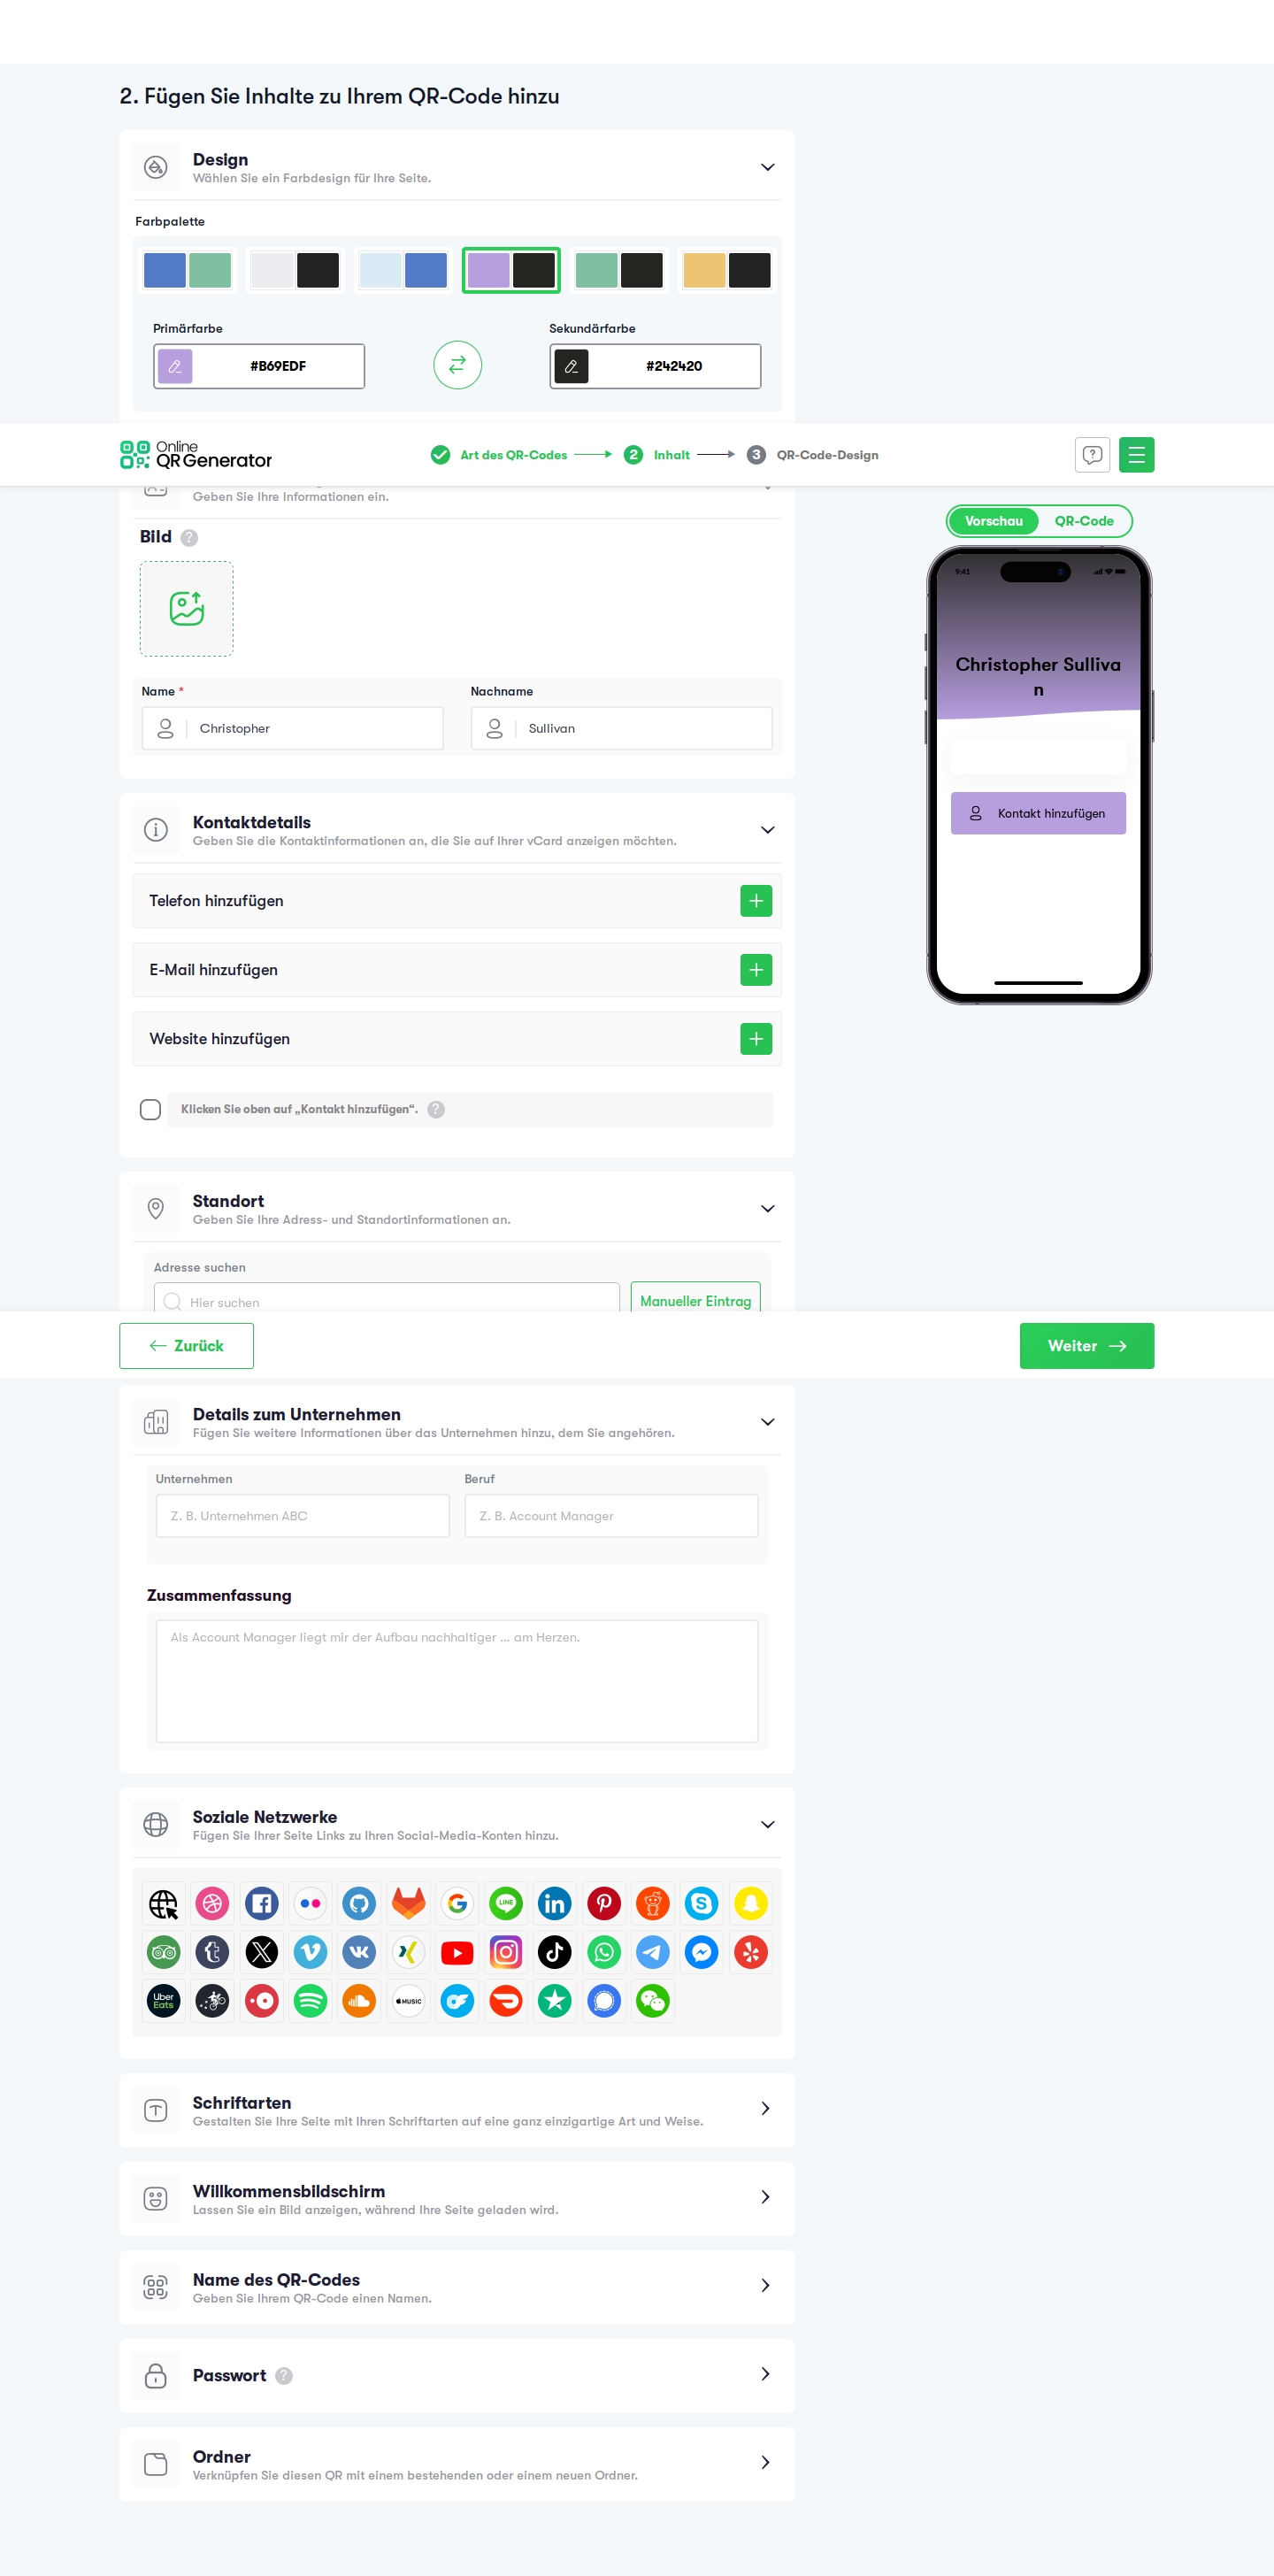 2. Fügen Sie Inhalte zu Ihrem QR-Code hinzu
Design
Wählen Sie ein Farbdesign für Ihre Seite.
Farbpalette
Primärfarbe
Sekundärfarbe
#B69EDF
#242420
Online
QR Generator
Art des QR-Codes
2
Inhalt
3
QR-Code-Design
Geben Sie Ihre Informationen ein.
Vorschau
QR-Code
Bild ?
9:41
Christopher Sulliva
n
Kontakt hinzufügen
Name *
Nachname
Christopher
Sullivan
Kontaktdetails
Geben Sie die Kontaktinformationen an, die Sie auf Ihrer vCard anzeigen möchten.
Telefon hinzufügen
E-Mail hinzufügen
Website hinzufügen
Klicken Sie oben auf „Kontakt hinzufügen“. ?
Standort
Geben Sie Ihre Adress- und Standortinformationen an.
Adresse suchen
Hier suchen
Manueller Eintrag
Zurück
Weiter
Details zum Unternehmen
Fügen Sie weitere Informationen über das Unternehmen hinzu, dem Sie angehören.
Unternehmen
Beruf
Z. B. Unternehmen ABC
Z. B. Account Manager
Zusammenfassung
Als Account Manager liegt mir der Aufbau nachhaltiger ... am Herzen.
Soziale Netzwerke
Fügen Sie Ihrer Seite Links zu Ihren Social-Media-Konten hinzu.
LINE
Uber
Eats
MUSIC
Schriftarten
Gestalten Sie Ihre Seite mit Ihren Schriftarten auf eine ganz einzigartige Art und Weise.
Willkommensbildschirm
Lassen Sie ein Bild anzeigen, während Ihre Seite geladen wird.
Name des QR-Codes
Geben Sie Ihrem QR-Code einen Namen.
Passwort ?
Ordner
Verknüpfen Sie diesen QR mit einem bestehenden oder einem neuen Ordner.